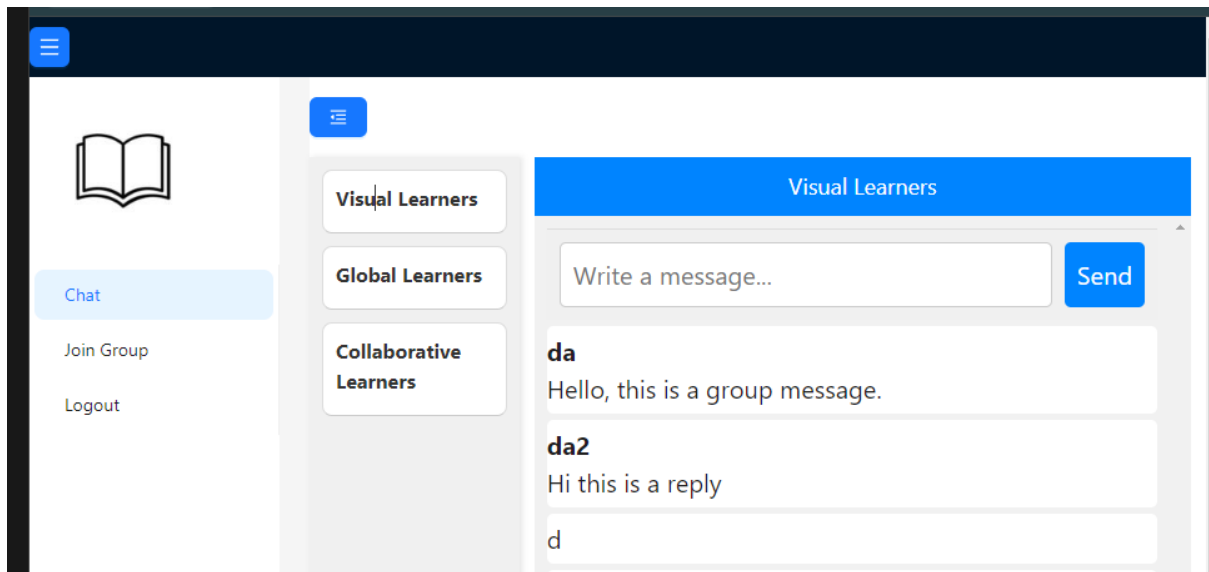 Chat
Join Group
Logout
Visual Learners
Global Learners
Collaborative
Learners
Visual Learners
Write a message...
Send
da
Hello, this is a group message.
da2
Hi this is a reply
d